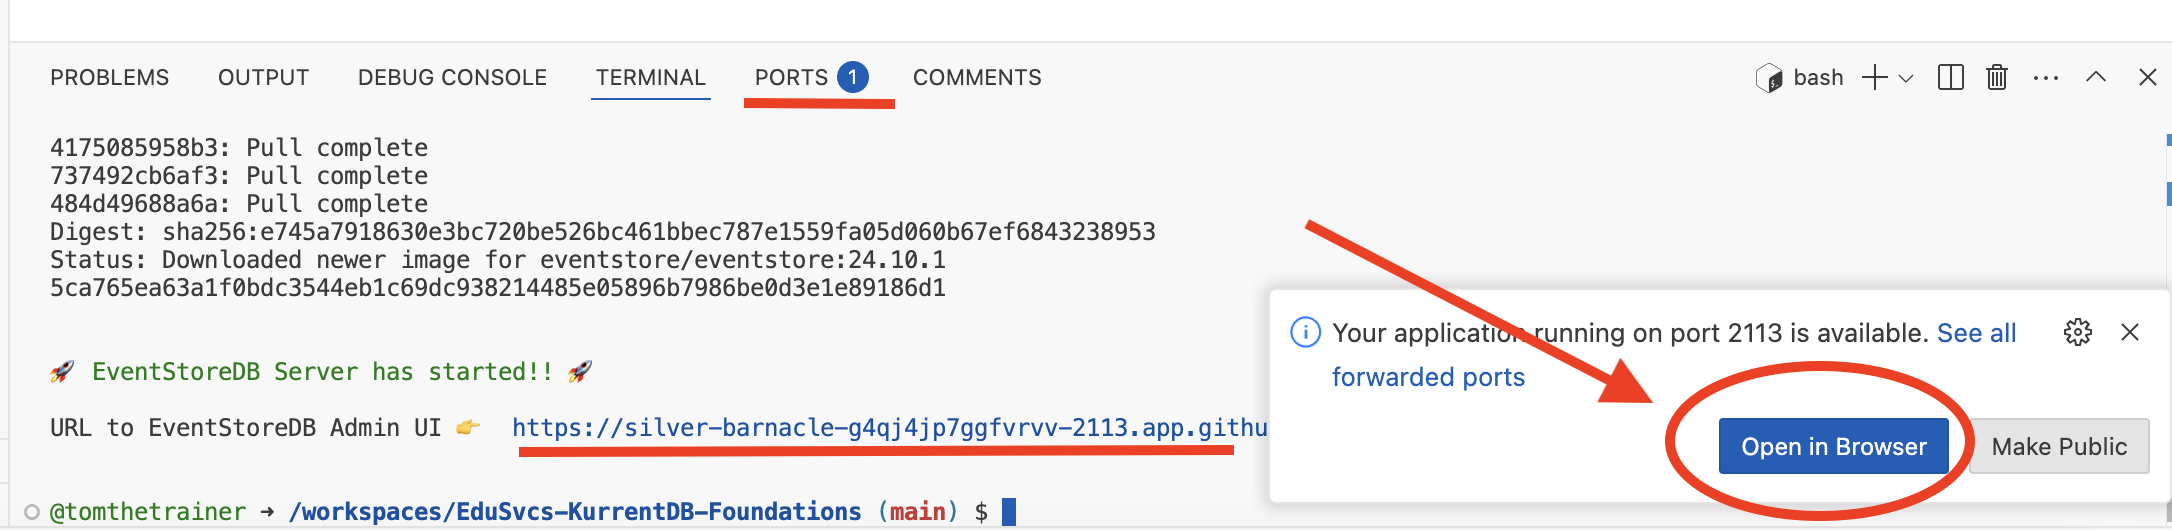 PROBLEMS OUTPUT DEBUG CONSOLE TERMINAL PORTS 1 COMMENTS bash
4175085958b3: Pull complete
737492cb6af3: Pull complete
484d49688a6a: Pull complete
Digest: sha256:e745a7918630e3bc720be526bc461bbec787e1559fa05d060b67ef6843238953
Status: Downloaded newer image for eventstore/eventstore:24.10.1
5ca765ea63a1f0bdc3544eb1c69dc938214485e05896b7986be0d3e1e89186d1
🚀 EventStoreDB Server has started!! 🚀
URL to EventStoreDB Admin UI 👉 https://silver-barnacle-g4qj4jp7ggfvrvv-2113.app.githu
@tomthetrainer ➜ /workspaces/EduSvcs-KurrentDB-Foundations (main) $
Your application running on port 2113 is available. See all
forwarded ports
Open in Browser Make Public